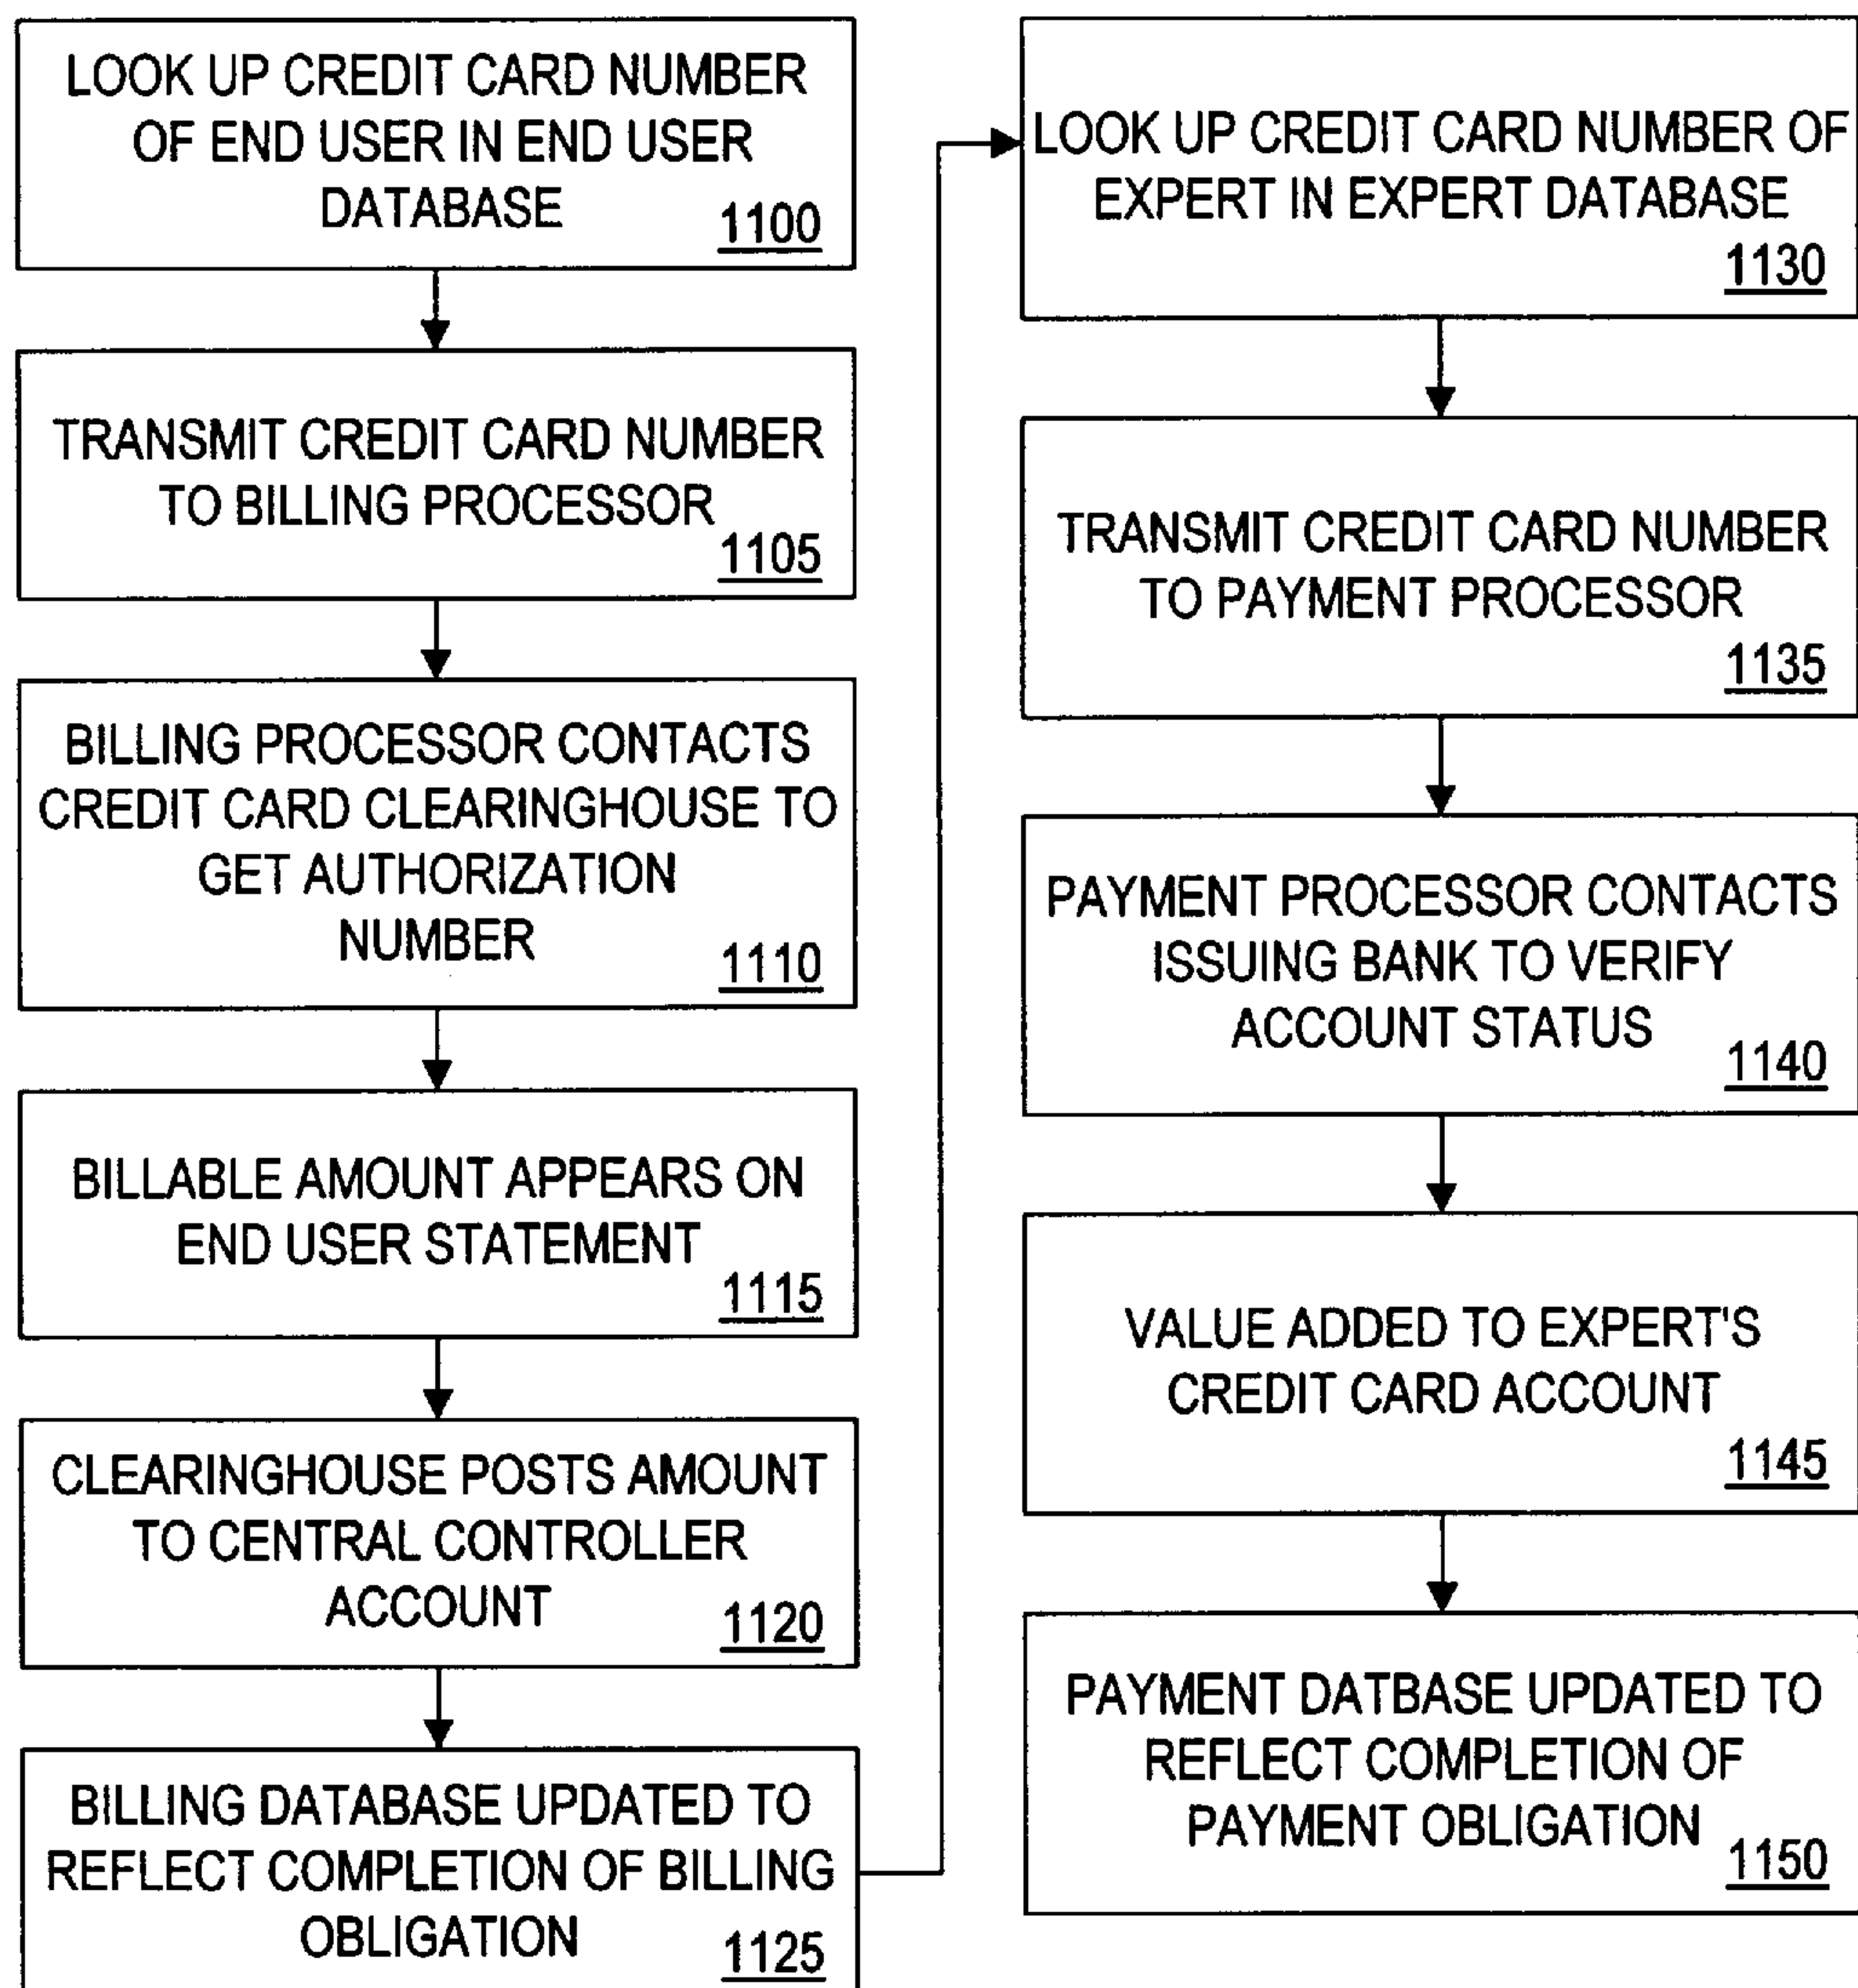 LOOK UP CREDIT CARD NUMBER
OF END USER IN END USER
DATABASE
1100
TRANSMIT CREDIT CARD NUMBER
TO BILLING PROCESSOR
1105
BILLING PROCESSOR CONTACTS
CREDIT CARD CLEARINGHOUSE TO
GET AUTHORIZATION
NUMBER
1110
BILLABLE AMOUNT APPEARS ON
END USER STATEMENT
1115
CLEARINGHOUSE POSTS AMOUNT
TO CENTRAL CONTROLLER
ACCOUNT
1120
BILLING DATABASE UPDATED TO
REFLECT COMPLETION OF BILLING
OBLIGATION
1125
LOOK UP CREDIT CARD NUMBER OF
EXPERT IN EXPERT DATABASE
1130
TRANSMIT CREDIT CARD NUMBER
TO PAYMENT PROCESSOR
1135
PAYMENT PROCESSOR CONTACTS
ISSUING BANK TO VERIFY
ACCOUNT STATUS
1140
VALUE ADDED TO EXPERT'S
CREDIT CARD ACCOUNT
1145
PAYMENT DATBASE UPDATED TO
REFLECT COMPLETION OF
PAYMENT OBLIGATION
1150